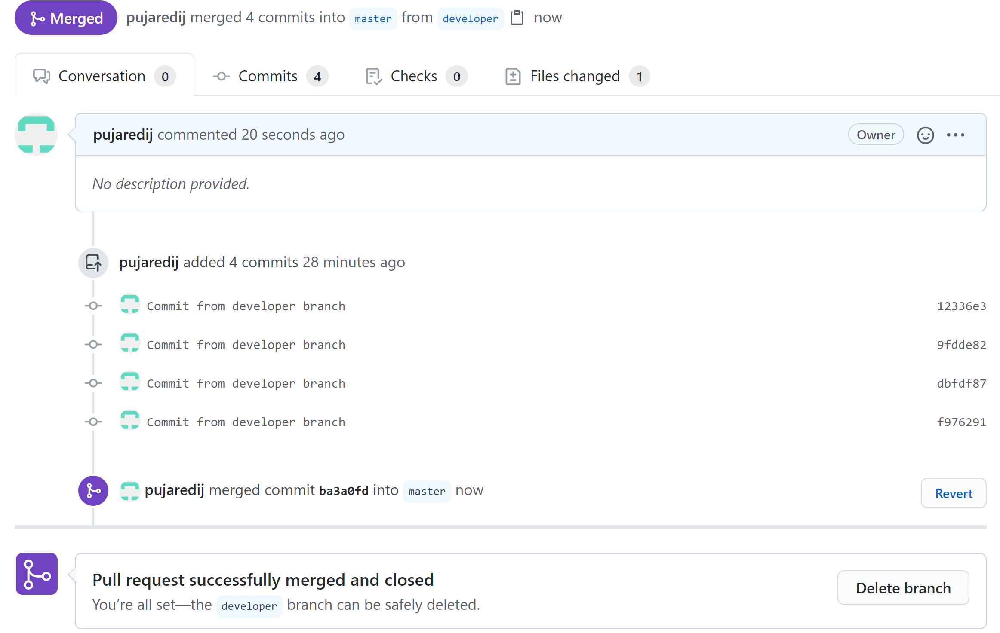 Merged pujaredij merged 4 commits into master from developer now
Conversation 0 Commits 4 Checks 0 Files changed 1
pujaredij commented 20 seconds ago Owner
No description provided.
pujaredij added 4 commits 28 minutes ago
Commit from developer branch 12336e3
Commit from developer branch 9fdde82
Commit from developer branch dbfdf87
Commit from developer branch f976291
pujaredij merged commit ba3a0fd into master now Revert
Pull request successfully merged and closed
You’re all set—the developer branch can be safely deleted.
Delete branch